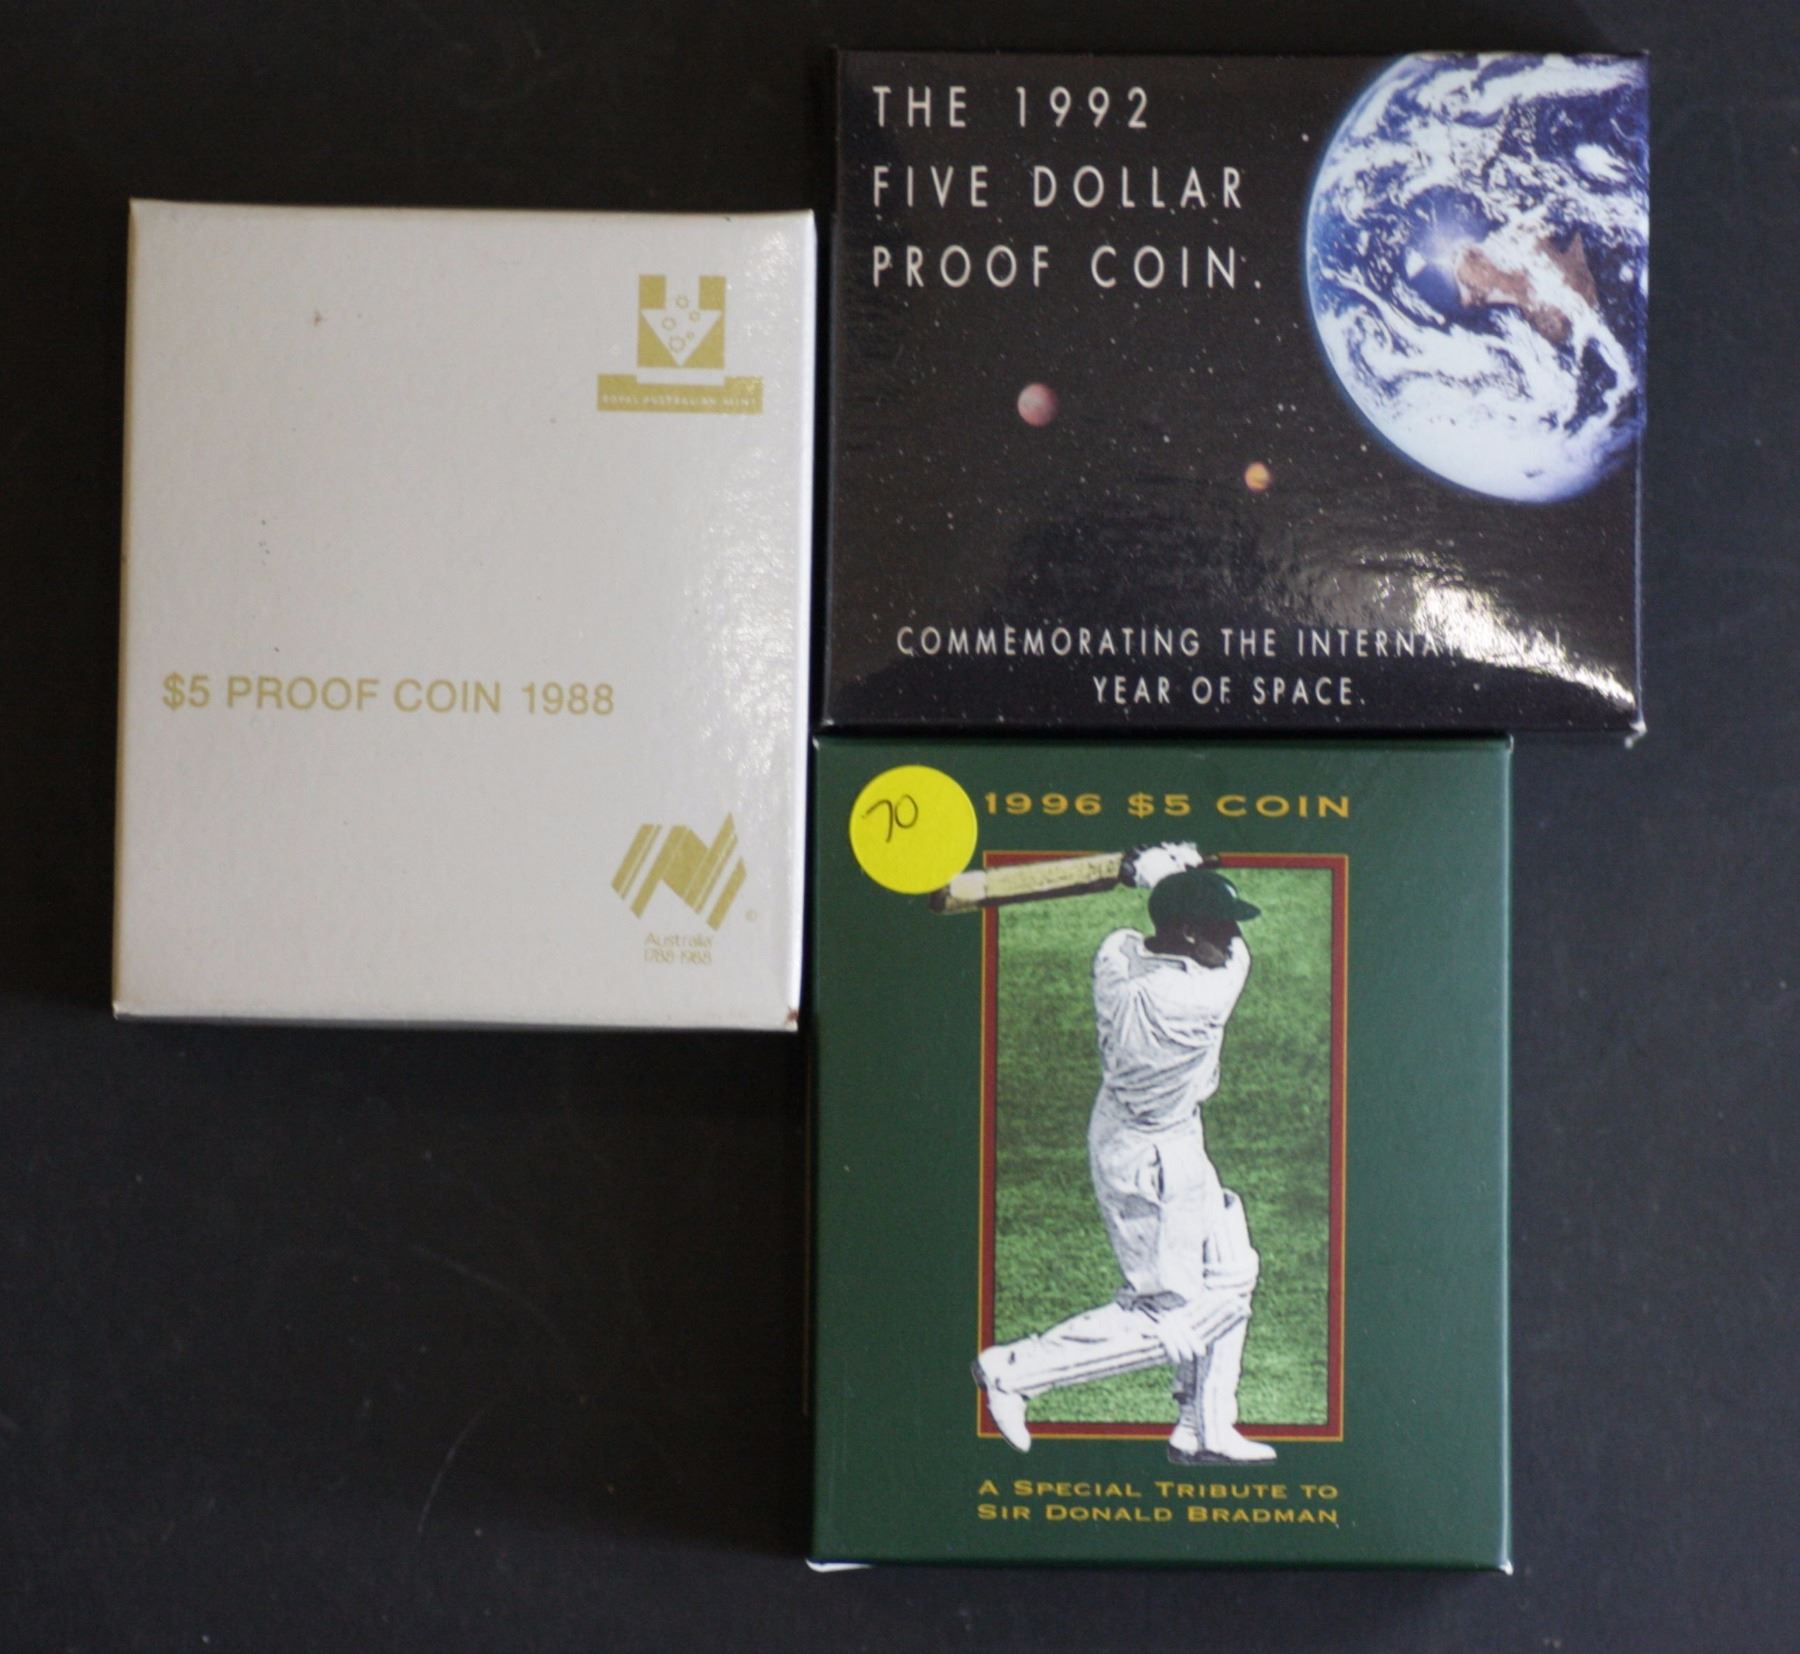 ROYAL AUSTRALIAN MINT
$5 PROOF COIN 1988
©
Australia
1788-1988
THE 1992
FIVE DOLLAR
PROOF COIN.
COMMEMORATING THE INTERNATIONAL
YEAR OF SPACE.
70
1996 $5 COIN
A SPECIAL TRIBUTE TO
SIR DONALD BRADMAN